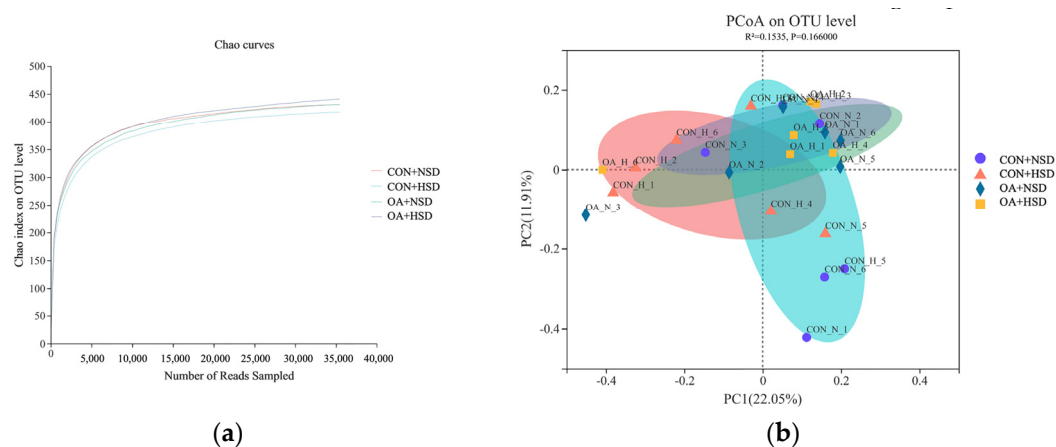 Chao curves
Chao index on OTU level
500
450
400
350
300
250
200
150
100
50
0
0
5,000
10,000
15,000
20,000
25,000
30,000
35,000
40,000
Number of Reads Sampled
CON+NSD
CON+HSD
OA+NSD
OA+HSD
(a)
PCoA on OTU level
R²=0.1535, P=0.166000
PC2(11.91%)
0.4
0.2
0
-0.2
-0.4
-0.4
-0.2
0
0.2
0.4
PC1(22.05%)
OA_H_2
CON_N_2
OA_N_1
CON_H_6
OA_N_6
CON_N_3
OA_H_1
OA_H_4
OA_H_6
CON_H_2
OA_N_2
OA_N_5
CON_H_1
OA_N_3
CON_H_4
CON_N_5
CON_H_5
CON_N_6
CON_N_1
CON+NSD
CON+HSD
OA+NSD
OA+HSD
(b)